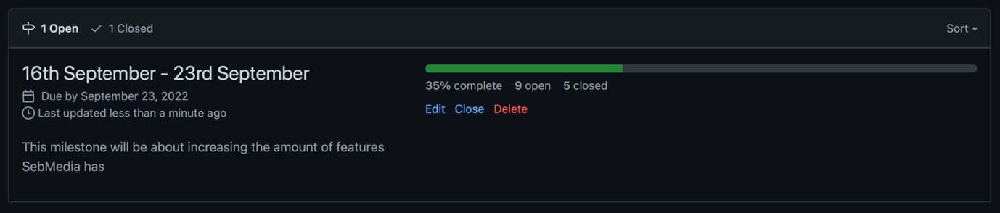 1 Open 1 Closed Sort
16th September - 23rd September
Due by September 23, 2022
Last updated less than a minute ago
This milestone will be about increasing the amount of features
SebMedia has
35% complete 9 open 5 closed
Edit Close Delete